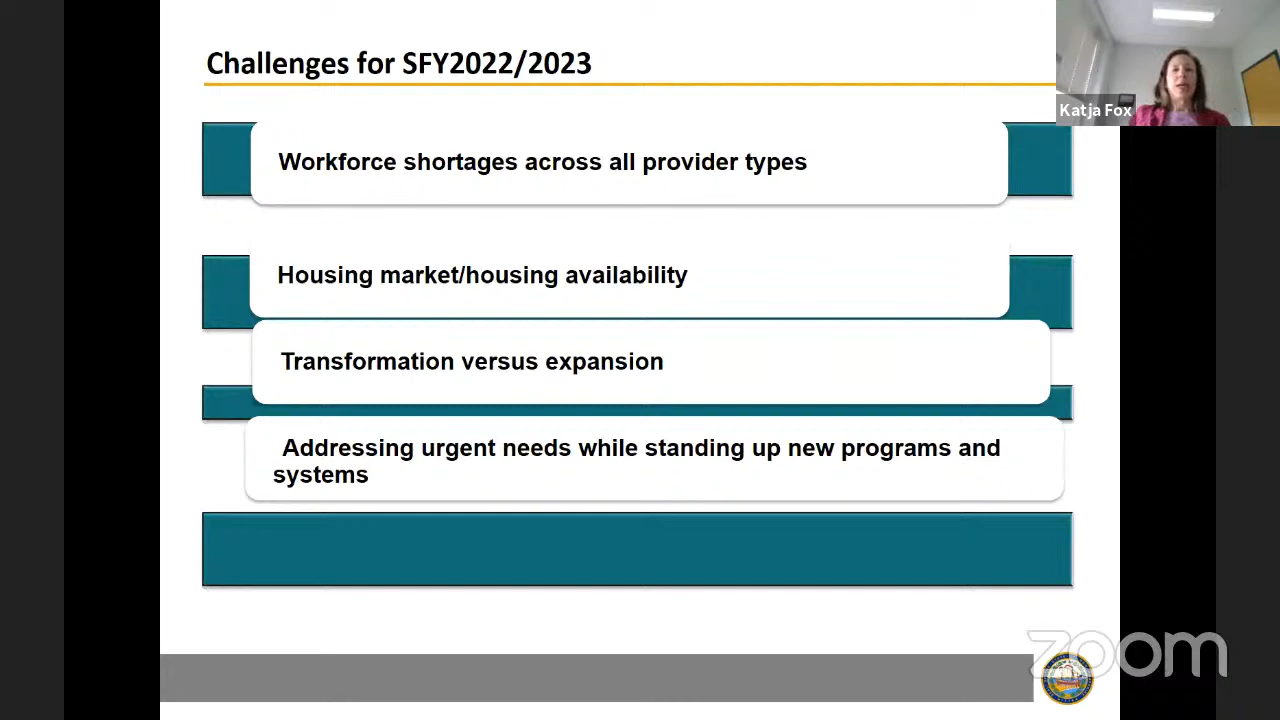 Challenges for SFY2022/2023
Katja Fox
Workforce shortages across all provider types
Housing market/housing availability
Transformation versus expansion
Addressing urgent needs while standing up new programs and
systems
zoom